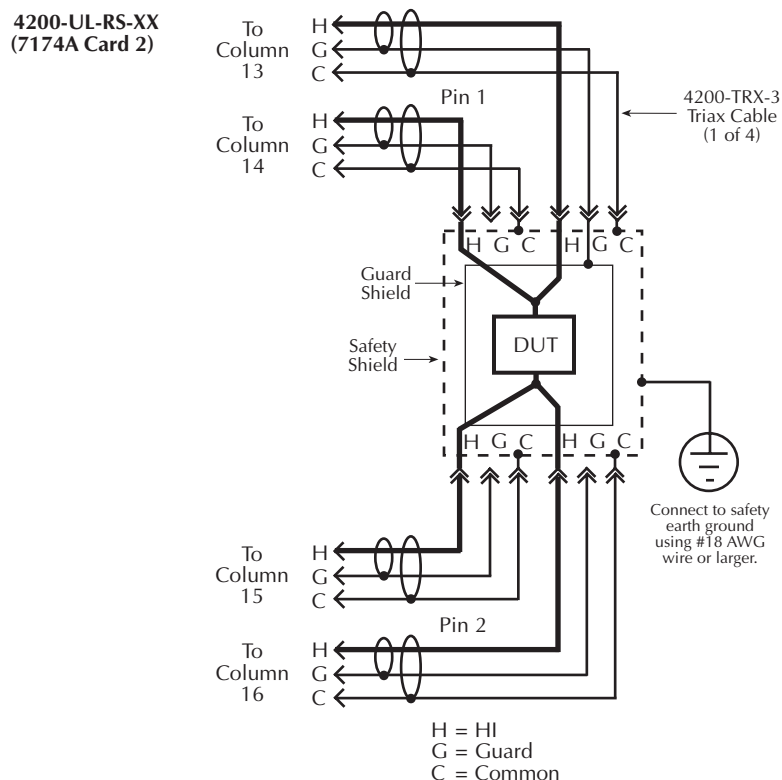 4200-UL-RS-XX
(7174A Card 2)
To
Column
13
H
G
C
Pin 1
4200-TRX-3
Triax Cable
(1 of 4)
To
Column
14
H
G
C
H G C H G C
Guard
Shield
Safety
Shield
DUT
H G C H G C
Connect to safety
earth ground
using #18 AWG
wire or larger.
To
Column
15
H
G
C
Pin 2
To
Column
16
H
G
C
H = HI
G = Guard
C = Common